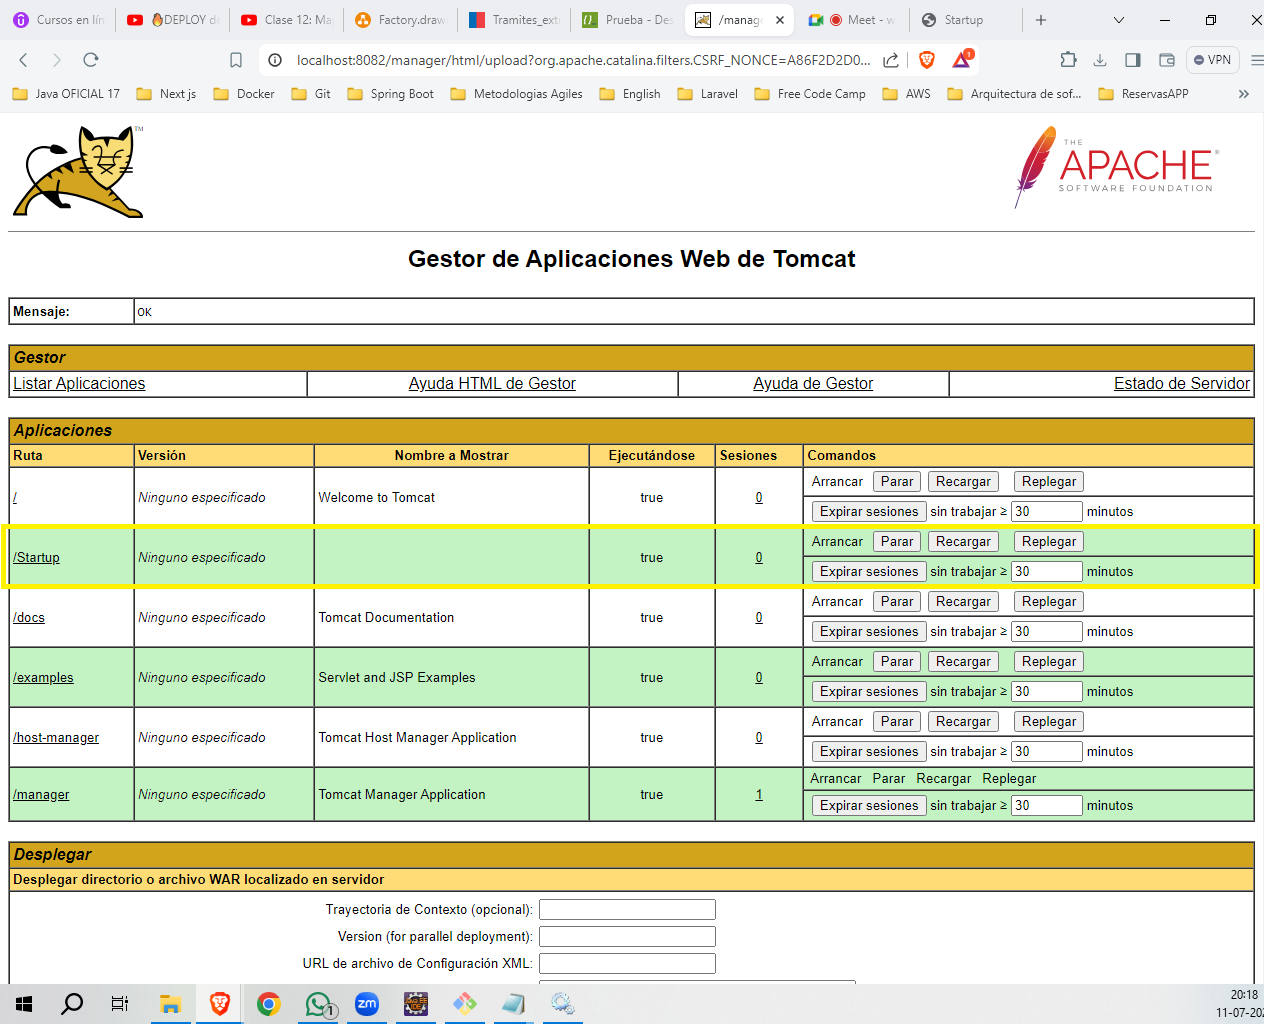 Cursos en lín
DEPLOY de
Clase 12: Ma
Factory.draw
Tramites_ext
Prueba - Des
/manage
Meet - w
Startup
localhost:8082/manager/html/upload?org.apache.catalina.filters.CSRF_NONCE=A86F2D2D0...
1
VPN
Java OFICIAL 17
Next js
Docker
Git
Spring Boot
Metodologias Agiles
English
Laravel
Free Code Camp
AWS
Arquitectura de sof...
ReservasAPP
»
TM
THE
APACHE®
SOFTWARE FOUNDATION
Gestor de Aplicaciones Web de Tomcat
Mensaje: OK
Gestor
Listar Aplicaciones Ayuda HTML de Gestor Ayuda de Gestor Estado de Servidor
Aplicaciones
Ruta Versión Nombre a Mostrar Ejecutándose Sesiones Comandos
/ Ninguno especificado Welcome to Tomcat true 0 Arrancar Parar Recargar Replegar
Expirar sesiones sin trabajar ≥ 30 minutos
/Startup Ninguno especificado true 0 Arrancar Parar Recargar Replegar
Expirar sesiones sin trabajar ≥ 30 minutos
/docs Ninguno especificado Tomcat Documentation true 0 Arrancar Parar Recargar Replegar
Expirar sesiones sin trabajar ≥ 30 minutos
/examples Ninguno especificado Servlet and JSP Examples true 0 Arrancar Parar Recargar Replegar
Expirar sesiones sin trabajar ≥ 30 minutos
/host-manager Ninguno especificado Tomcat Host Manager Application true 0 Arrancar Parar Recargar Replegar
Expirar sesiones sin trabajar ≥ 30 minutos
/manager Ninguno especificado Tomcat Manager Application true 1 Arrancar Parar Recargar Replegar
Expirar sesiones sin trabajar ≥ 30 minutos
Desplegar
Desplegar directorio o archivo WAR localizado en servidor
Trayectoria de Contexto (opcional):
Version (for parallel deployment):
URL de archivo de Configuración XML:
1
zm
20:18
11-07-202